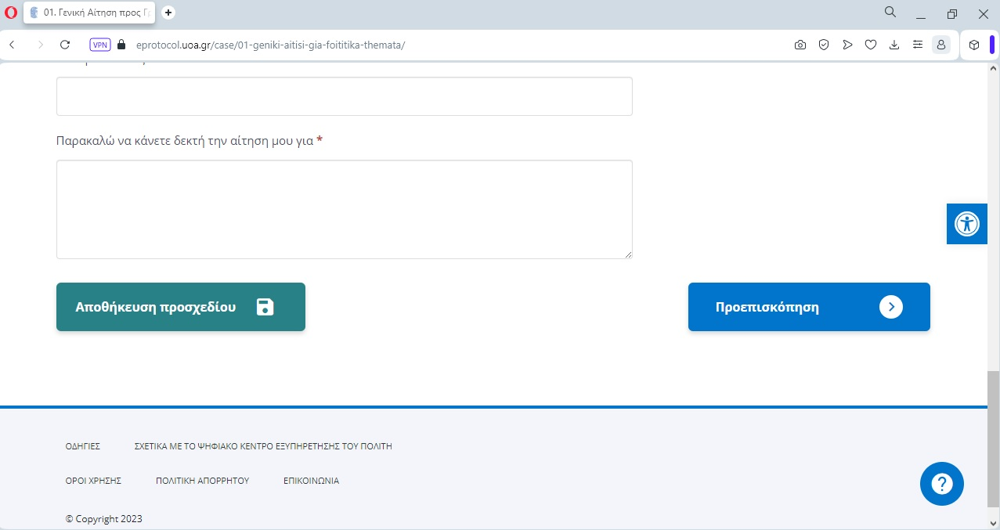 01. Γενική Αίτηση προς Γρ
VPN
eprotocol.uoa.gr/case/01-geniki-aitisi-gia-foititika-themata/
Παρακαλώ να κάνετε δεκτή την αίτηση μου για *
Αποθήκευση προσχεδίου
Προεπισκόπηση
ΟΔΗΓΙΕΣ ΣΧΕΤΙΚΑ ΜΕ ΤΟ ΨΗΦΙΑΚΟ ΚΕΝΤΡΟ ΕΞΥΠΗΡΕΤΗΣΗΣ ΤΟΥ ΠΟΛΙΤΗ
ΟΡΟΙ ΧΡΗΣΗΣ ΠΟΛΙΤΙΚΗ ΑΠΟΡΡΗΤΟΥ ΕΠΙΚΟΙΝΩΝΙΑ
© Copyright 2023